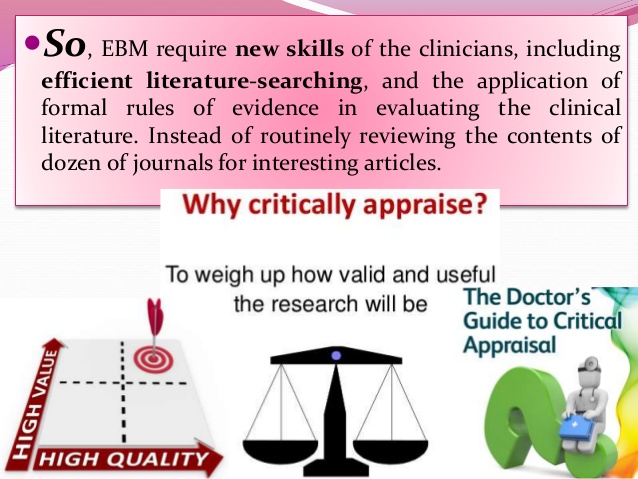 So, EBM require new skills of the clinicians, including
efficient literature-searching, and the application of
formal rules of evidence in evaluating the clinical
literature. Instead of routinely reviewing the contents of
dozen of journals for interesting articles.
Why critically appraise?
To weigh up how valid and useful
the research will be
The Doctor's
Guide to Critical
Appraisal
HIGH VALUE
HIGH QUALITY